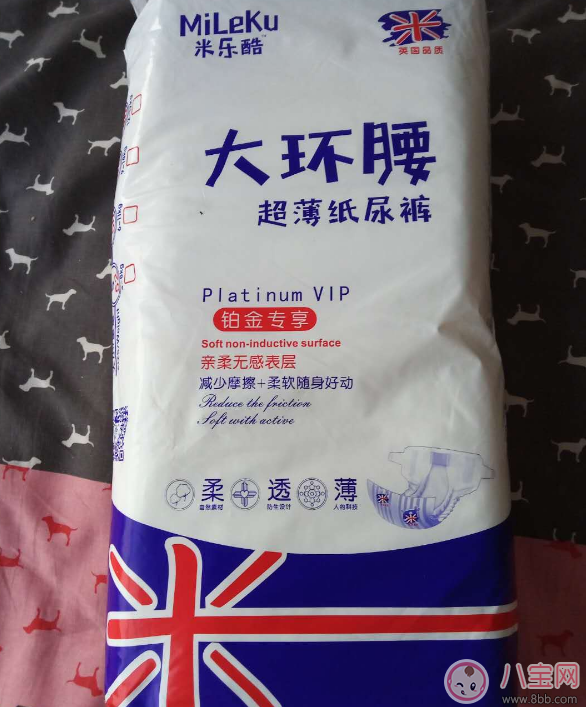 MiLeKu
米乐酷
英国品质
大环腰
超薄纸尿裤
Platinum VIP
铂金专享
Soft non-inductive surface
亲柔无感表层
减少摩擦+柔软随身好动
Reduce the friction
Soft with active
柔 透 薄
八宝网
www.8bb.com